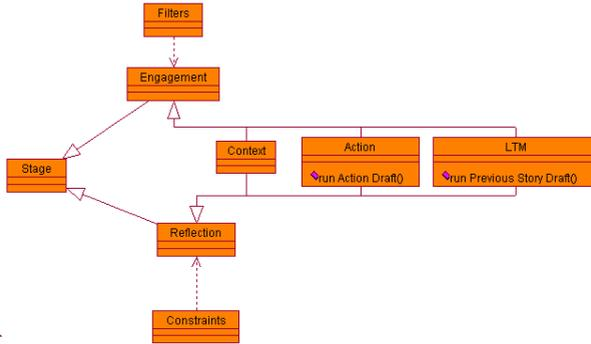 Filters
Engagement
Context
Action
run Action Draft()
LTM
run Previous Story Draft()
Stage
Reflection
Constraints